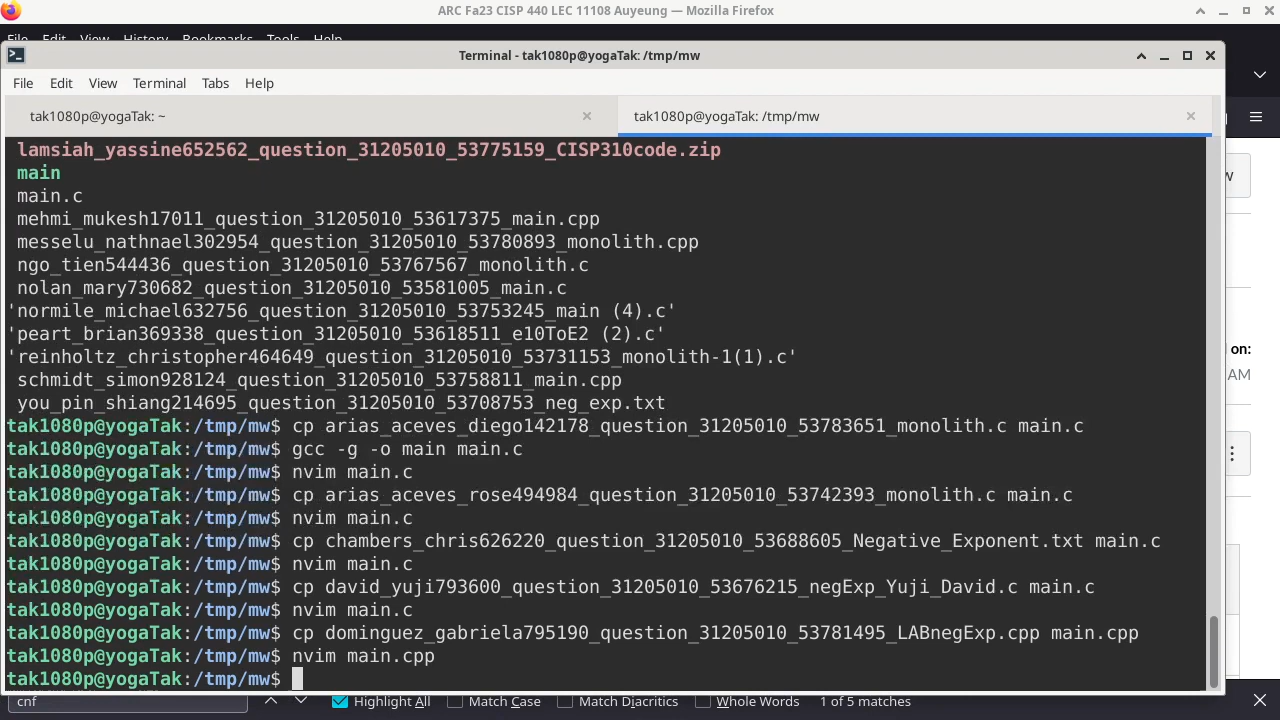 ARC Fa23 CISP 440 LEC 11108 Auyeung — Mozilla Firefox
File Edit View History Bookmarks Tools Help
Terminal - tak1080p@yogaTak: /tmp/mw
File Edit View Terminal Tabs Help
tak1080p@yogaTak: ~
tak1080p@yogaTak: /tmp/mw
lamsiah_yassine652562_question_31205010_53775159_CISP310code.zip
main
main.c
mehmi_mukesh17011_question_31205010_53617375_main.cpp
messelu_nathnael302954_question_31205010_53780893_monolith.cpp
ngo_tien544436_question_31205010_53767567_monolith.c
nolan_mary730682_question_31205010_53581005_main.c
'normile_michael632756_question_31205010_53753245_main (4).c'
'peart_brian369338_question_31205010_53618511_e10ToE2 (2).c'
'reinholtz_christopher464649_question_31205010_53731153_monolith-1(1).c'
schmidt_simon928124_question_31205010_53758811_main.cpp
you_pin_shiang214695_question_31205010_53708753_neg_exp.txt
tak1080p@yogaTak:/tmp/mw$ cp arias_aceves_diego142178_question_31205010_53783651_monolith.c main.c
tak1080p@yogaTak:/tmp/mw$ gcc -g -o main main.c
tak1080p@yogaTak:/tmp/mw$ nvim main.c
tak1080p@yogaTak:/tmp/mw$ cp arias_aceves_rose494984_question_31205010_53742393_monolith.c main.c
tak1080p@yogaTak:/tmp/mw$ nvim main.c
tak1080p@yogaTak:/tmp/mw$ cp chambers_chris626220_question_31205010_53688605_Negative_Exponent.txt main.c
tak1080p@yogaTak:/tmp/mw$ nvim main.c
tak1080p@yogaTak:/tmp/mw$ cp david_yuji793600_question_31205010_53676215_negExp_Yuji_David.c main.c
tak1080p@yogaTak:/tmp/mw$ nvim main.c
tak1080p@yogaTak:/tmp/mw$ cp dominguez_gabriela795190_question_31205010_53781495_LABnegExp.cpp main.cpp
tak1080p@yogaTak:/tmp/mw$ nvim main.cpp
tak1080p@yogaTak:/tmp/mw$
on:
AM
cnf
Highlight All Match Case Match Diacritics Whole Words 1 of 5 matches